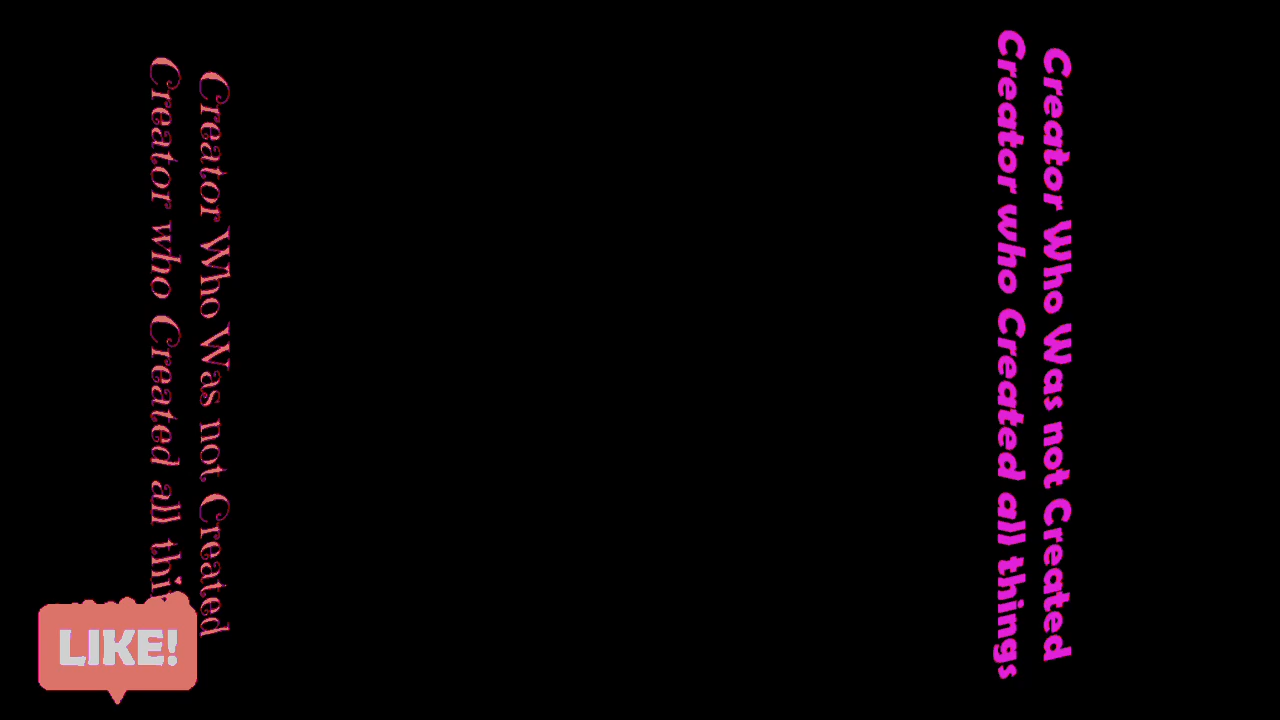 Creator Who Was not Created
Creator who Created all thi
LIKE!
Creator Who Was not Created
Creator who Created all things